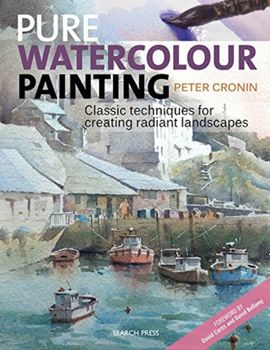 PURE
WATERCOLOUR
PAINTING PETER CRONIN
Classic techniques for
creating radiant landscapes
FOREWORD BY
David Curtis and David Bellamy
SEARCH PRESS